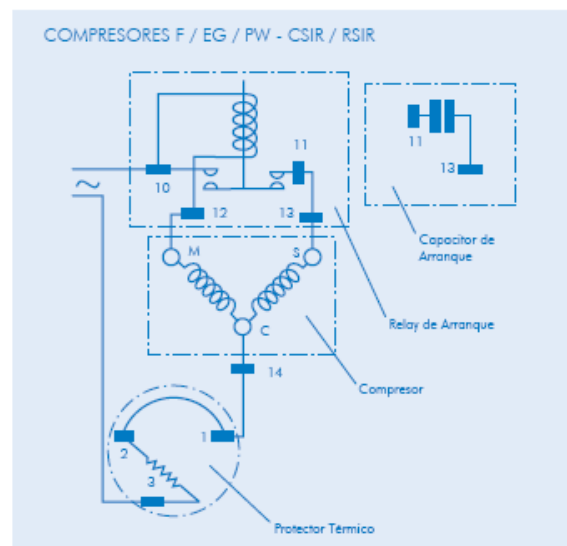 COMPRESORES F / EG / PW - CSIR / RSIR
11
10
12
13
11
13
Capacitor de
Arranque
M
S
C
Relay de Arranque
14
Compresor
2
1
3
Protector Térmico